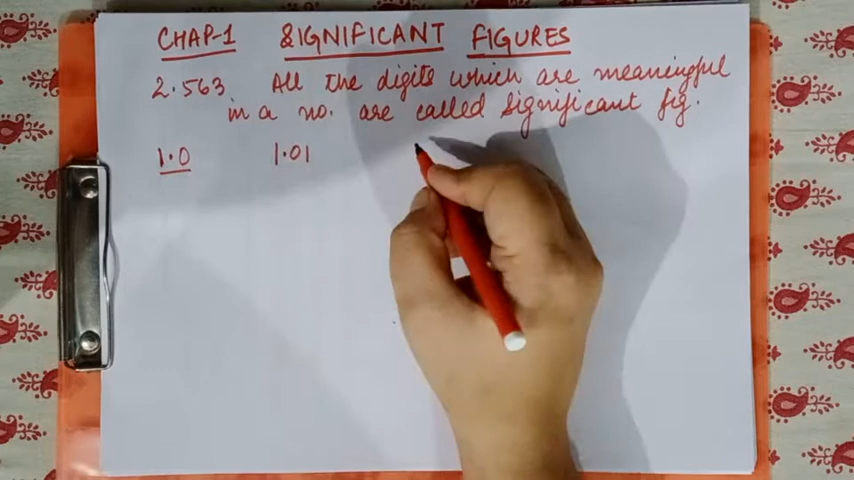 CHAP-1 SIGNIFICANT FIGURES
2.563 All the digits which are meaningful
in a no. are called significant fig.
1.0 1.01